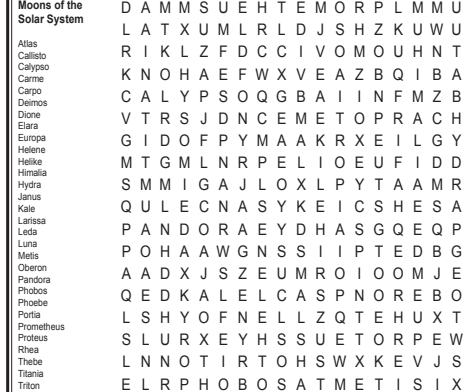 Moons of the
Solar System
Atlas
Callisto
Calypso
Carme
Carpo
Deimos
Dione
Elara
Europa
Ganymede
Helene
Helike
Himalia
Hydra
Janus
Kale
Larissa
Leda
Luna
Metis
Oberon
Pandora
Phobos
Phoebe
Portia
Prometheus
Proteus
Rhea
Thebe
Titania
Triton
D A M M S U E H T E M O R P L M M U
L A T X U M L R L D J S H Z K U W U
R I K L Z F D C C I V O M O U H N T
K N O H A E F W X V E A Z B Q I B A
C A L Y P S O Q G B A I I N F M Z B
V T R S J D N C E M E T O P R A C H
G I D O F P Y M A A K R X E I L G Y
M T G M L N R P E L I O E U F I D D
S M M I G A J L O X L P Y T A A M R
Q U L E C N A S Y K E I C S H E S A
P A N D O R A E Y D H A S G Q E Q P
P O H A A W G N S S I I P T E D B G
A A D X J S Z E U M R O I O O M J E
Q E D K A L E L C A S P N O R E B O
L S H Y O F N E L L Z Q T E H U X T
S L U R X E Y H S S U E T O R P E W
L N N O T I R T O H S W X K E V J S
E L R P H O B O S A T M E T I S I X